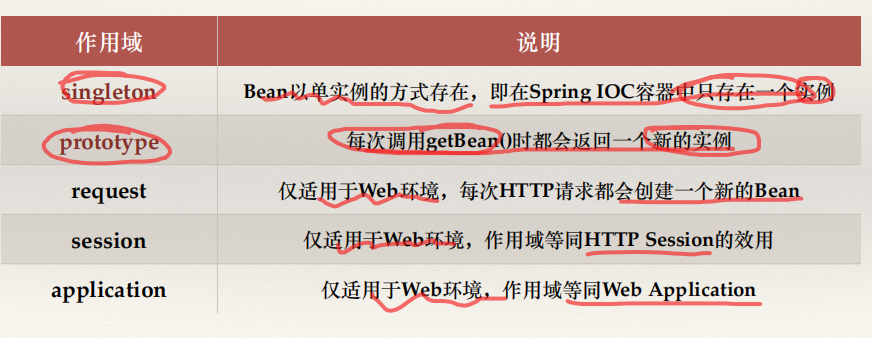 作用域 说明
singleton Bean以单实例的方式存在，即在Spring IOC容器中只存在一个实例
prototype 每次调用getBean()时都会返回一个新的实例
request 仅适用于Web环境，每次HTTP请求都会创建一个新的Bean
session 仅适用于Web环境，作用域等同HTTP Session的效用
application 仅适用于Web环境，作用域等同Web Application